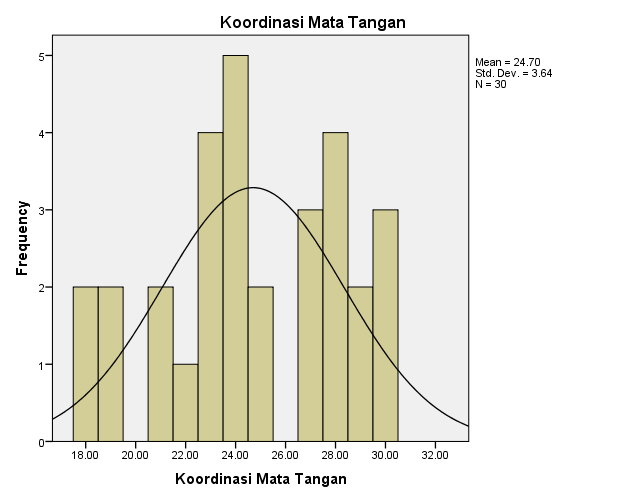 Koordinasi Mata Tangan
Mean = 24.70
Std. Dev. = 3.64
N = 30
5
4
3
2
1
0
Frequency
18.00 20.00 22.00 24.00 26.00 28.00 30.00 32.00
Koordinasi Mata Tangan